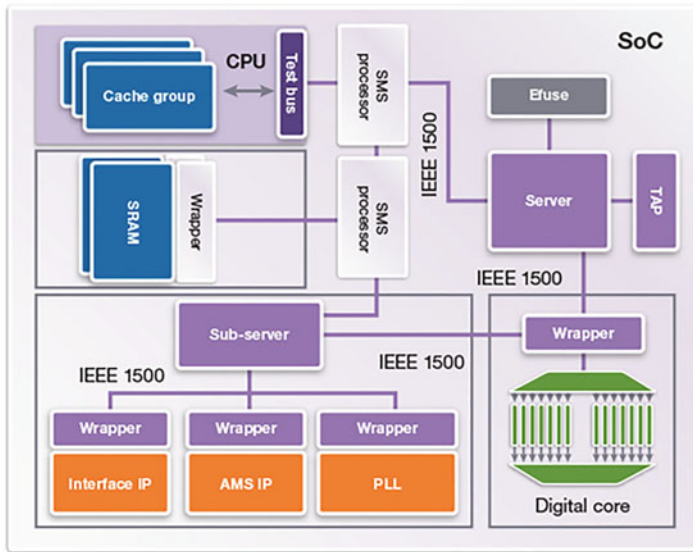 SoC
CPU
Cache group
Test bus
SMS
processor
Efuse
IEEE 1500
SRAM
Wrapper
SMS
processor
Server
TAP
IEEE 1500
Sub-server
Wrapper
IEEE 1500
IEEE 1500
Wrapper
Wrapper
Wrapper
Interface IP
AMS IP
PLL
Digital core